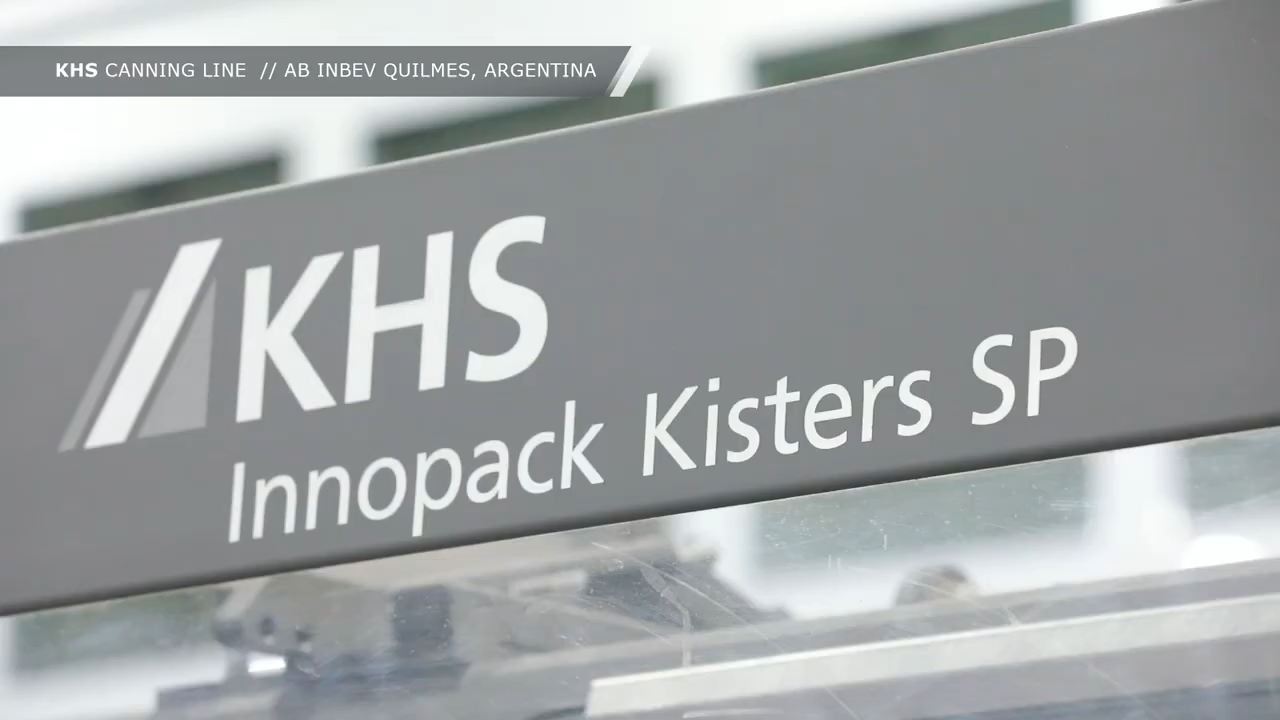 KHS CANNING LINE // AB INBEV QUILMES, ARGENTINA
KHS
Innopack Kisters SP